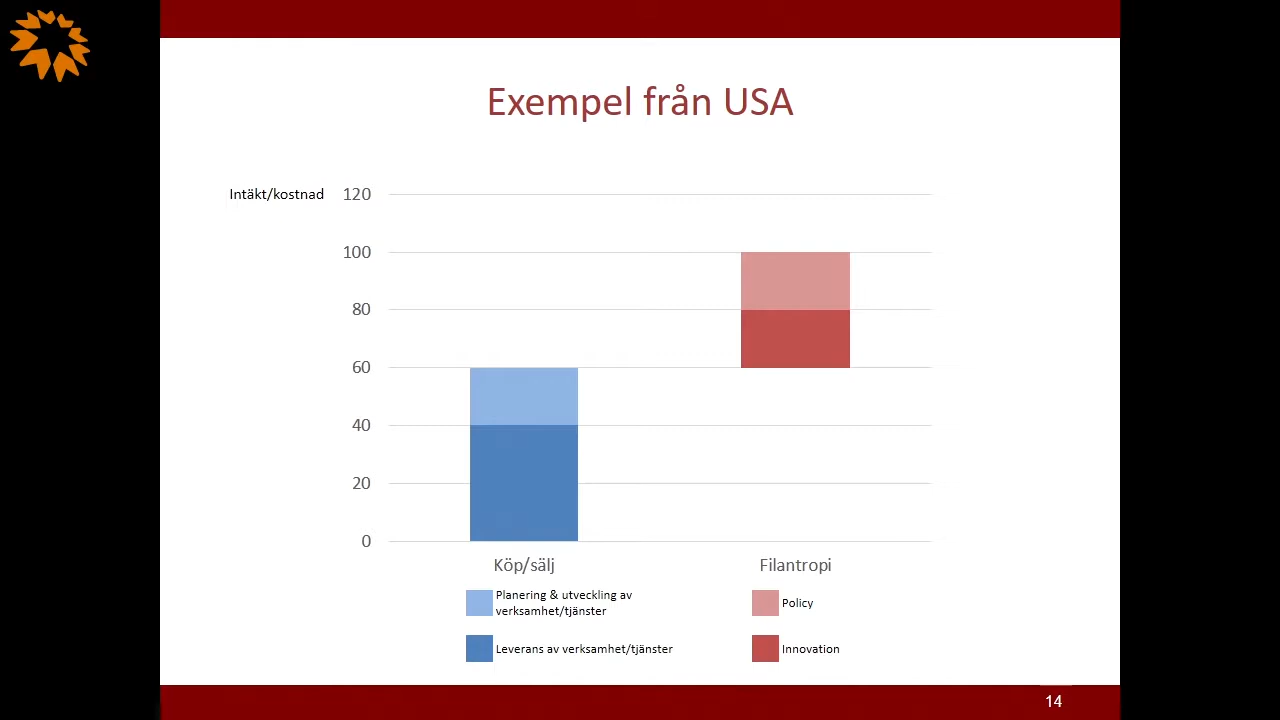 Exempel från USA
Intäkt/kostnad
120
100
80
60
40
20
0
Köp/sälj
Filantropi
Planering & utveckling av
verksamhet/tjänster
Policy
Leverans av verksamhet/tjänster
Innovation
14